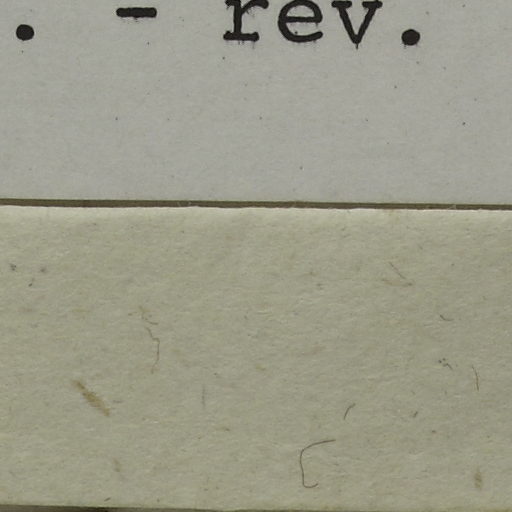 . - rev.